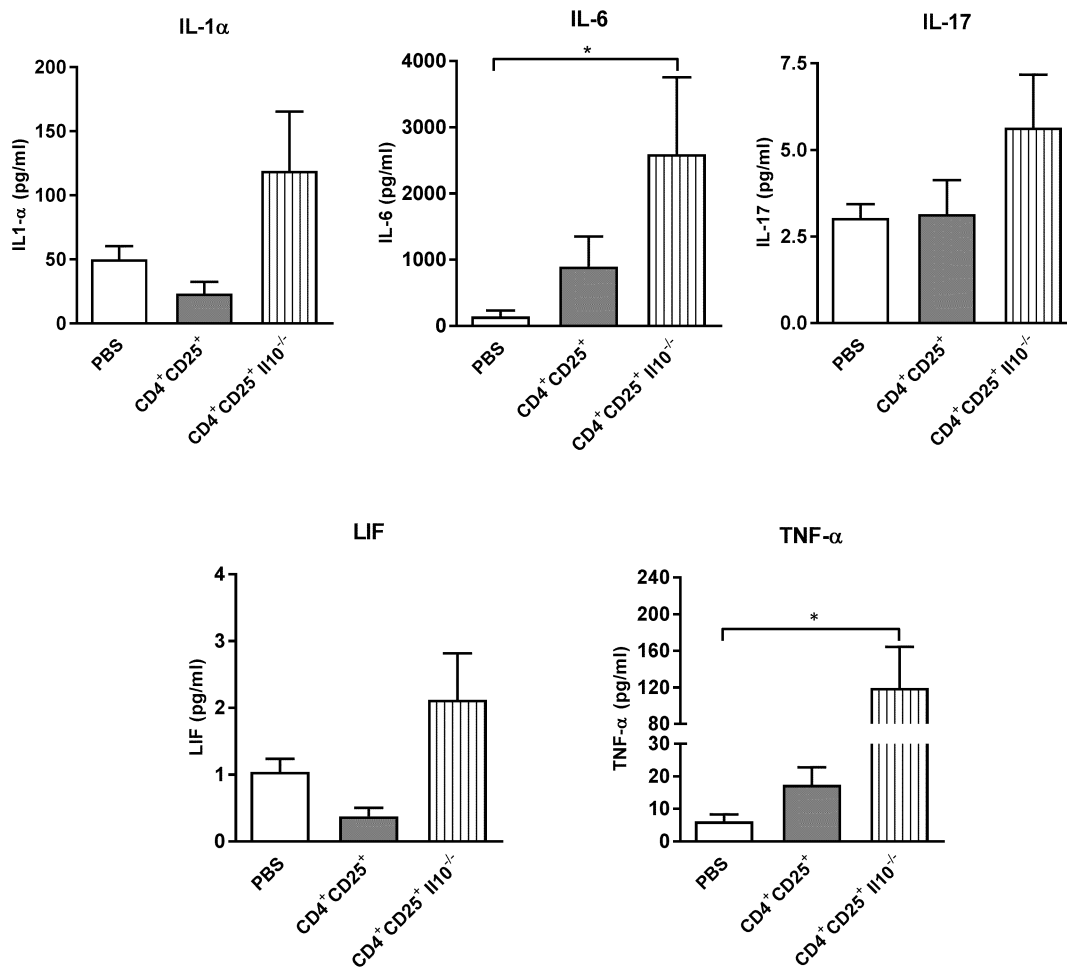 IL-1α
IL1-α (pg/ml)
200
150
100
50
0
PBS
CD4⁺CD25⁺
CD4⁺CD25⁺ Il10⁻/⁻
IL-6
IL-6 (pg/ml)
4000
3000
2000
1000
0
*
PBS
CD4⁺CD25⁺
CD4⁺CD25⁺ Il10⁻/⁻
IL-17
IL-17 (pg/ml)
7.5
5.0
2.5
0.0
PBS
CD4⁺CD25⁺
CD4⁺CD25⁺ Il10⁻/⁻
LIF
LIF (pg/ml)
4
3
2
1
0
PBS
CD4⁺CD25⁺
CD4⁺CD25⁺ Il10⁻/⁻
TNF-α
TNF-α (pg/ml)
240
200
160
120
80
30
20
10
0
*
PBS
CD4⁺CD25⁺
CD4⁺CD25⁺ Il10⁻/⁻